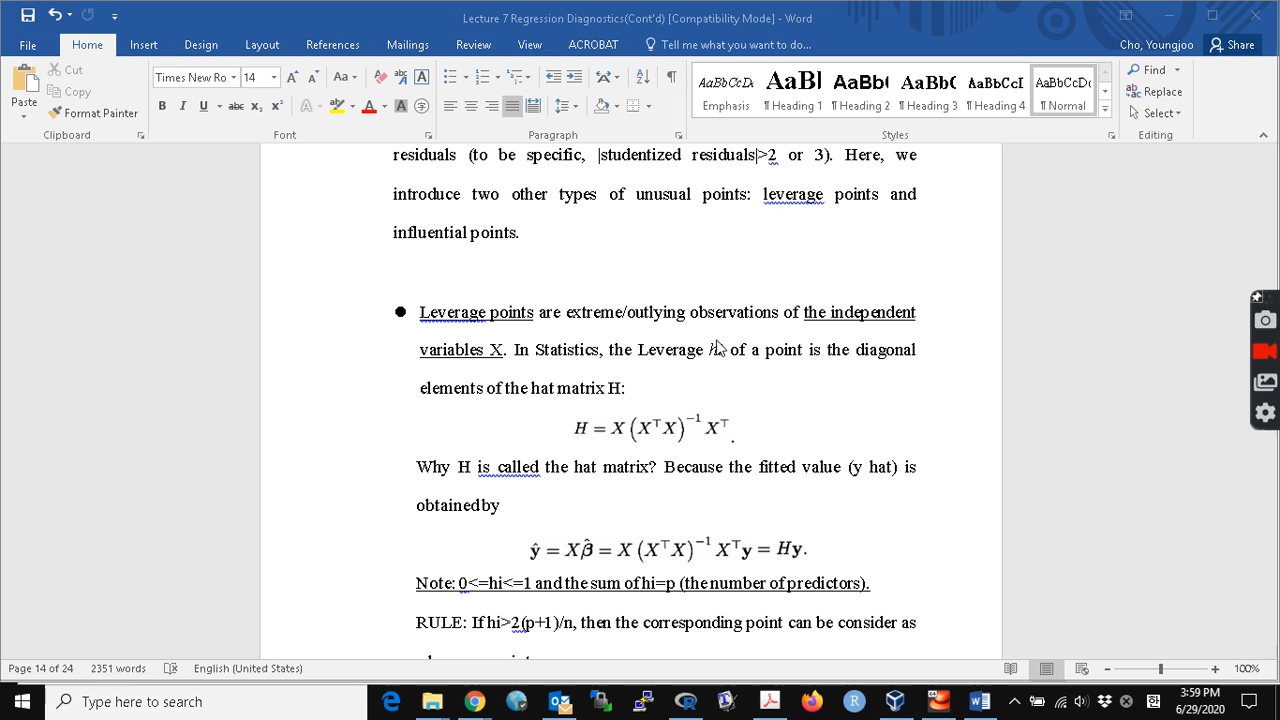 Lecture 7 Regression Diagnostics(Cont'd) [Compatibility Mode] - Word
File Home Insert Design Layout References Mailings Review View ACROBAT Tell me what you want to do... Cho, Youngjoo Share
Paste
Cut
Copy
Format Painter
Clipboard
Times New Ro 14
B I U abc x₂ x²
Font
Paragraph
AaBbCcDc AaBl AaBb( AaBbC AaBbCcI AaBbCcDc
Emphasis ¶ Heading 1 ¶ Heading 2 ¶ Heading 3 ¶ Heading 4 ¶ Normal
Styles
Find
Replace
Select
Editing
residuals (to be specific, |studentized residuals|>2 or 3). Here, we
introduce two other types of unusual points: leverage points and
influential points.
● Leverage points are extreme/outlying observations of the independent
variables X. In Statistics, the Leverage of a point is the diagonal
elements of the hat matrix H:
H = X (X⊤X)⁻¹ X⊤.
Why H is called the hat matrix? Because the fitted value (y hat) is
obtained by
ŷ = Xβ̂ = X (X⊤X)⁻¹ X⊤y = Hy.
Note: 0<=hi<=1 and the sum of hi=p (the number of predictors).
RULE: If hi>2(p+1)/n, then the corresponding point can be consider as
Page 14 of 24 2351 words English (United States) 100%
Type here to search
3:59 PM
6/29/2020